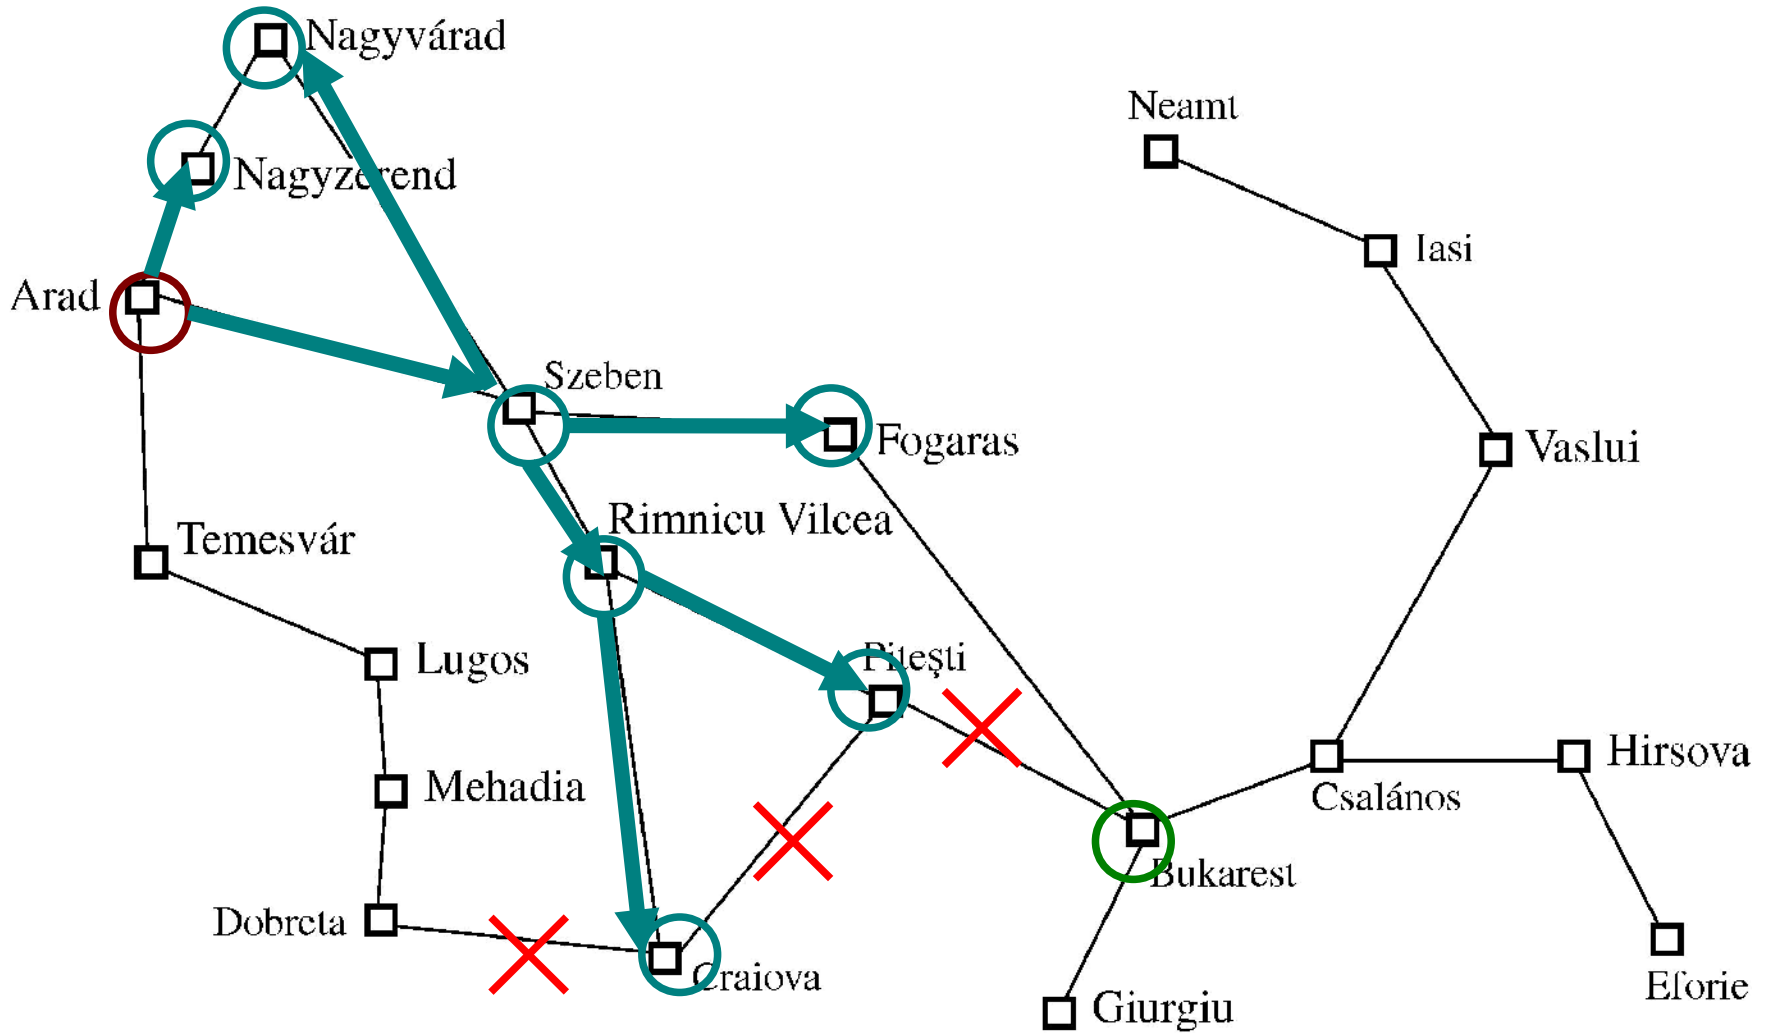 Nagyvárad
Neamt
Nagyzerend
Iasi
Arad
Szeben
Fogaras
Vaslui
Rimnicu Vilcea
Temesvár
Lugos
Piteşti
Hirsova
Mehadia
Csalános
Bukarest
Dobreta
Craiova
Eforie
Giurgiu